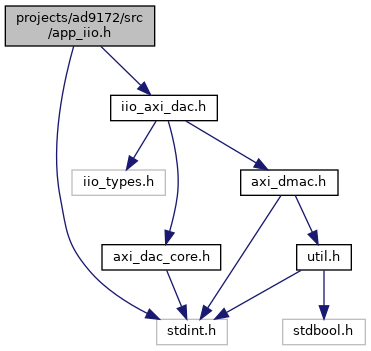 projects/ad9172/src
/app_iio.h
iio_axi_dac.h
iio_types.h
axi_dmac.h
axi_dac_core.h
util.h
stdint.h
stdbool.h